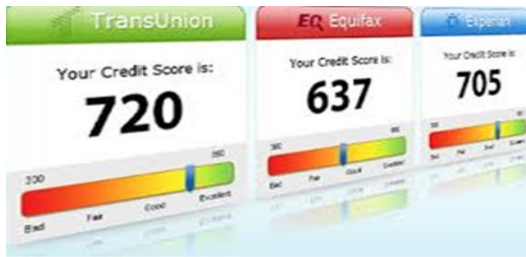 TransUnion
Your Credit Score is:
720
300 850
Bad Fair Good Excellent
EQ Equifax
Your Credit Score is:
637
300
Bad Fair Good Excellent
Experian
Your Credit Score is:
705